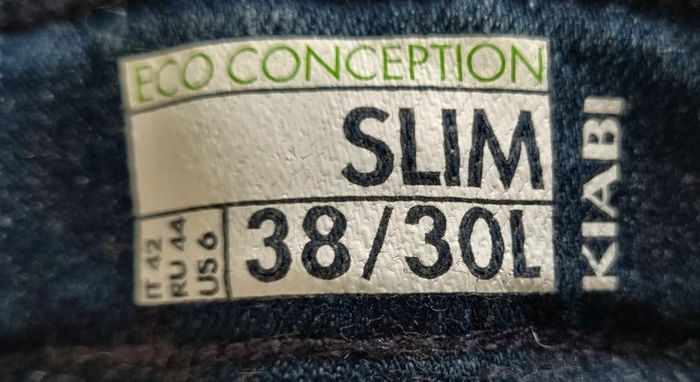 ECO CONCEPTION
SLIM
IT 42
RU 44
US 6
38/30L
KIABI